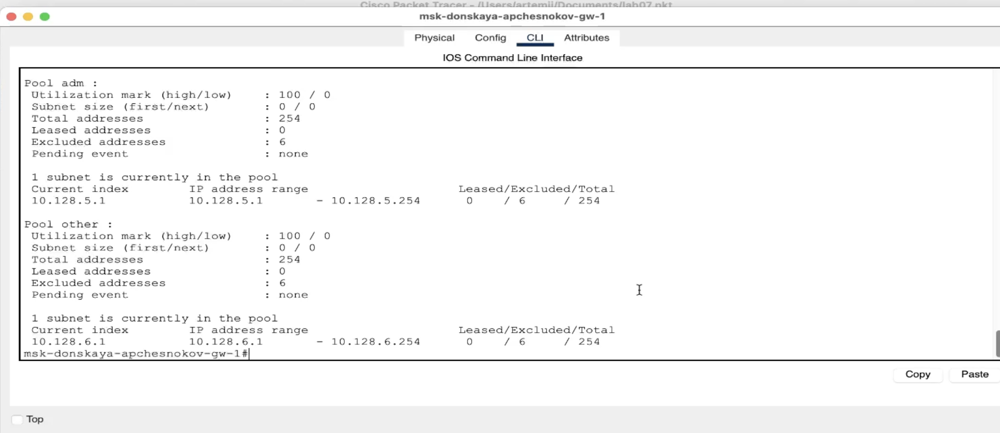 Cisco Packet Tracer - /Users/artemii/Documents/lab07.pkt
msk-donskaya-apchesnokov-gw-1
Physical Config CLI Attributes
IOS Command Line Interface
Pool adm :
Utilization mark (high/low) : 100 / 0
Subnet size (first/next) : 0 / 0
Total addresses : 254
Leased addresses : 0
Excluded addresses : 6
Pending event : none
1 subnet is currently in the pool
Current index IP address range Leased/Excluded/Total
10.128.5.1 10.128.5.1 - 10.128.5.254 0 / 6 / 254
Pool other :
Utilization mark (high/low) : 100 / 0
Subnet size (first/next) : 0 / 0
Total addresses : 254
Leased addresses : 0
Excluded addresses : 6
Pending event : none
1 subnet is currently in the pool
Current index IP address range Leased/Excluded/Total
10.128.6.1 10.128.6.1 - 10.128.6.254 0 / 6 / 254
msk-donskaya-apchesnokov-gw-1#
Copy Paste
Top